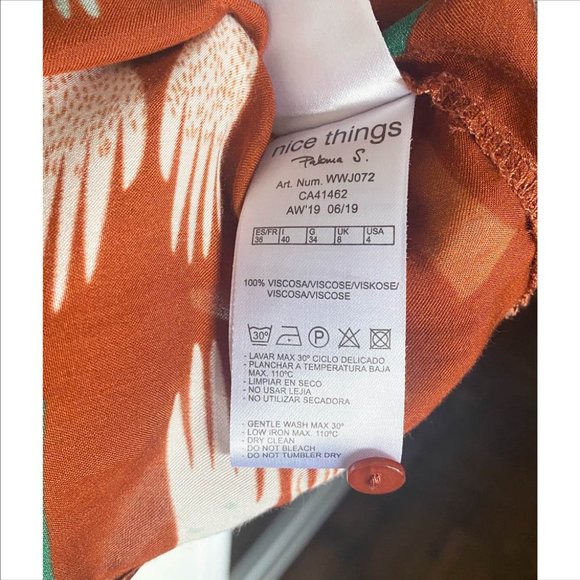 nice things
Paloma S.
Art. Num. WWJ072
CA41462
AW'19 06/19
ES/FR I G UK USA
36 40 34 8 4
100% VISCOSA/VISCOSE/VISKOSE/
VISCOSA/VISCOSE
30°
P
- LAVAR MAX 30° CICLO DELICADO
- PLANCHAR A TEMPERATURA BAJA
MAX. 110ºC
- LIMPIAR EN SECO
- NO USAR LEJIA
- NO UTILIZAR SECADORA
- GENTLE WASH MAX 30°
- LOW IRON MAX. 110ºC
- DRY CLEAN
- DO NOT BLEACH
- DO NOT TUMBLER DRY